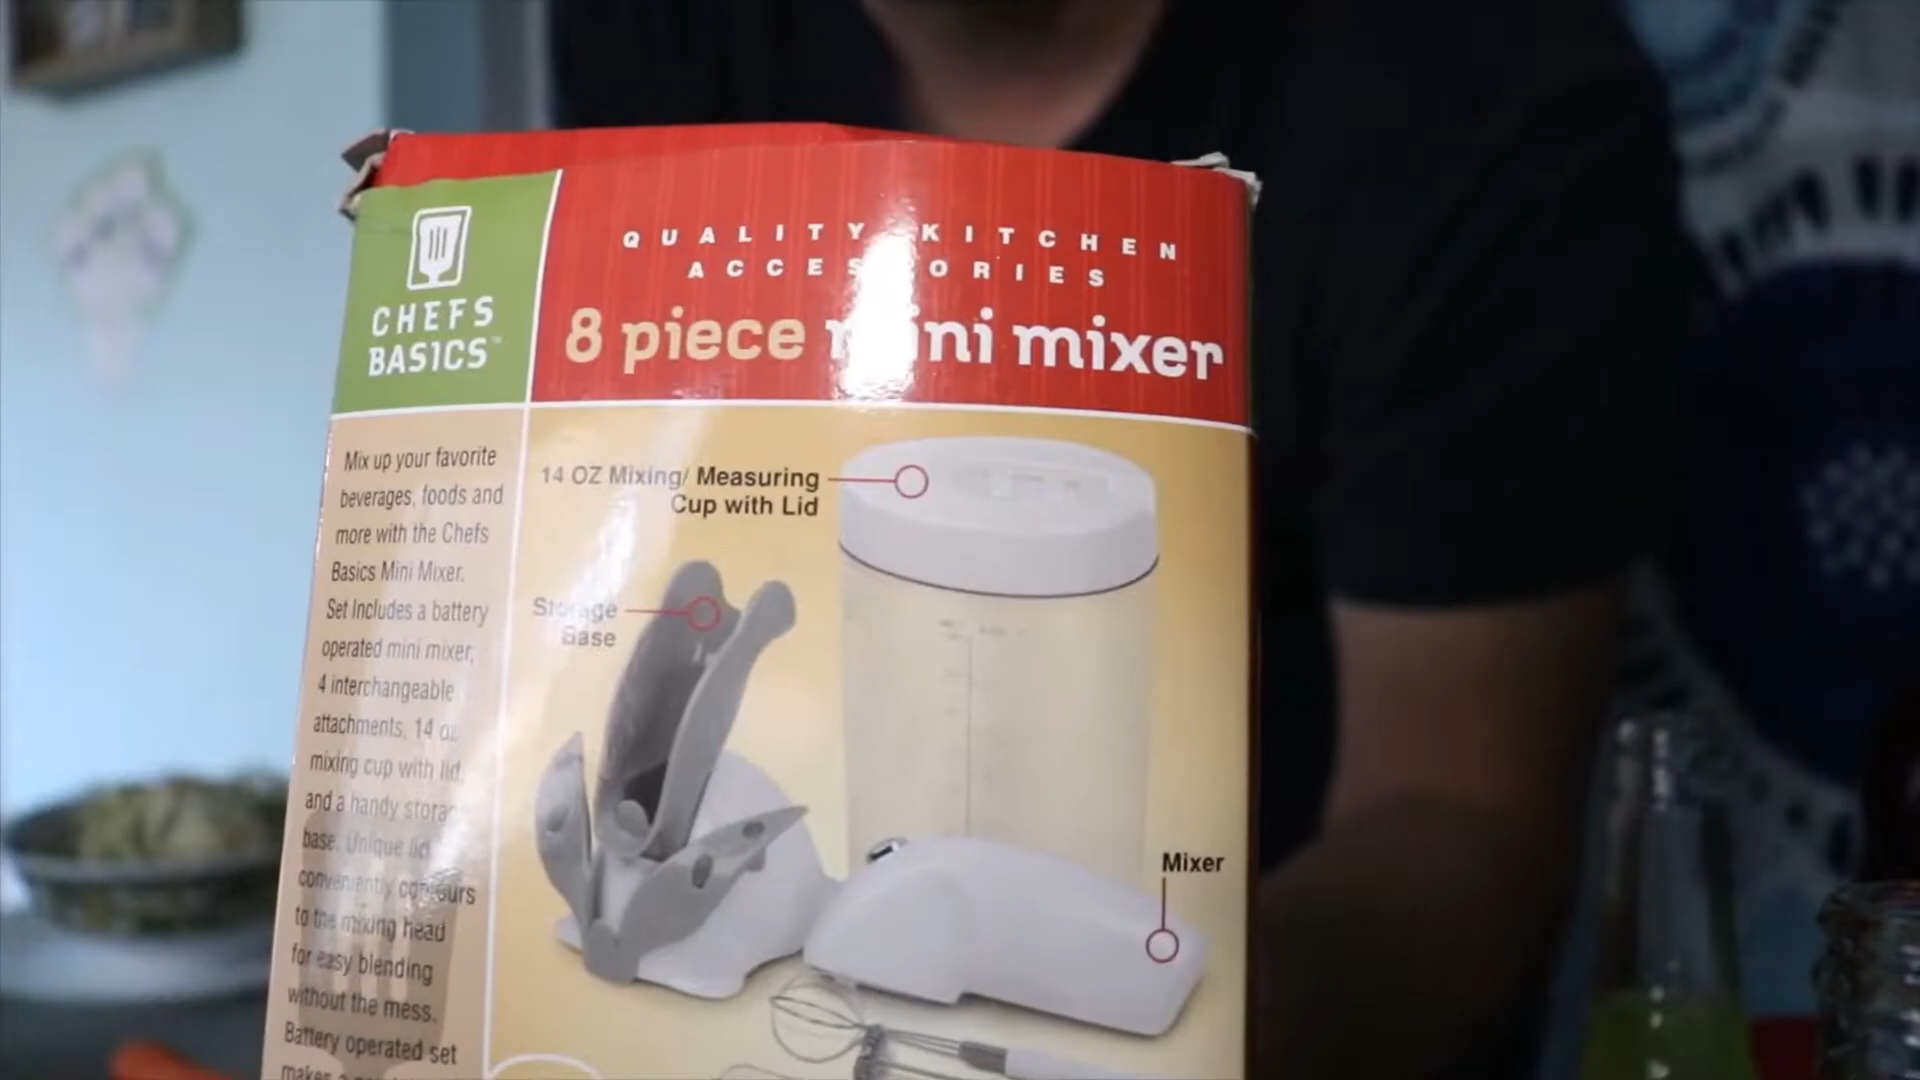 CHEFS
BASICS™
QUALITY KITCHEN
ACCESSORIES
8 piece mini mixer
Mix up your favorite
beverages, foods and
more with the Chefs
Basics Mini Mixer.
Set Includes a battery
operated mini mixer,
4 interchangeable
attachments, 14 oz
mixing cup with lid,
and a handy storage
base. Unique lid
conveniently contours
to the mixing head
for easy blending
without the mess.
Battery operated set
makes a
14 OZ Mixing/ Measuring
Cup with Lid
Storage
Base
Mixer